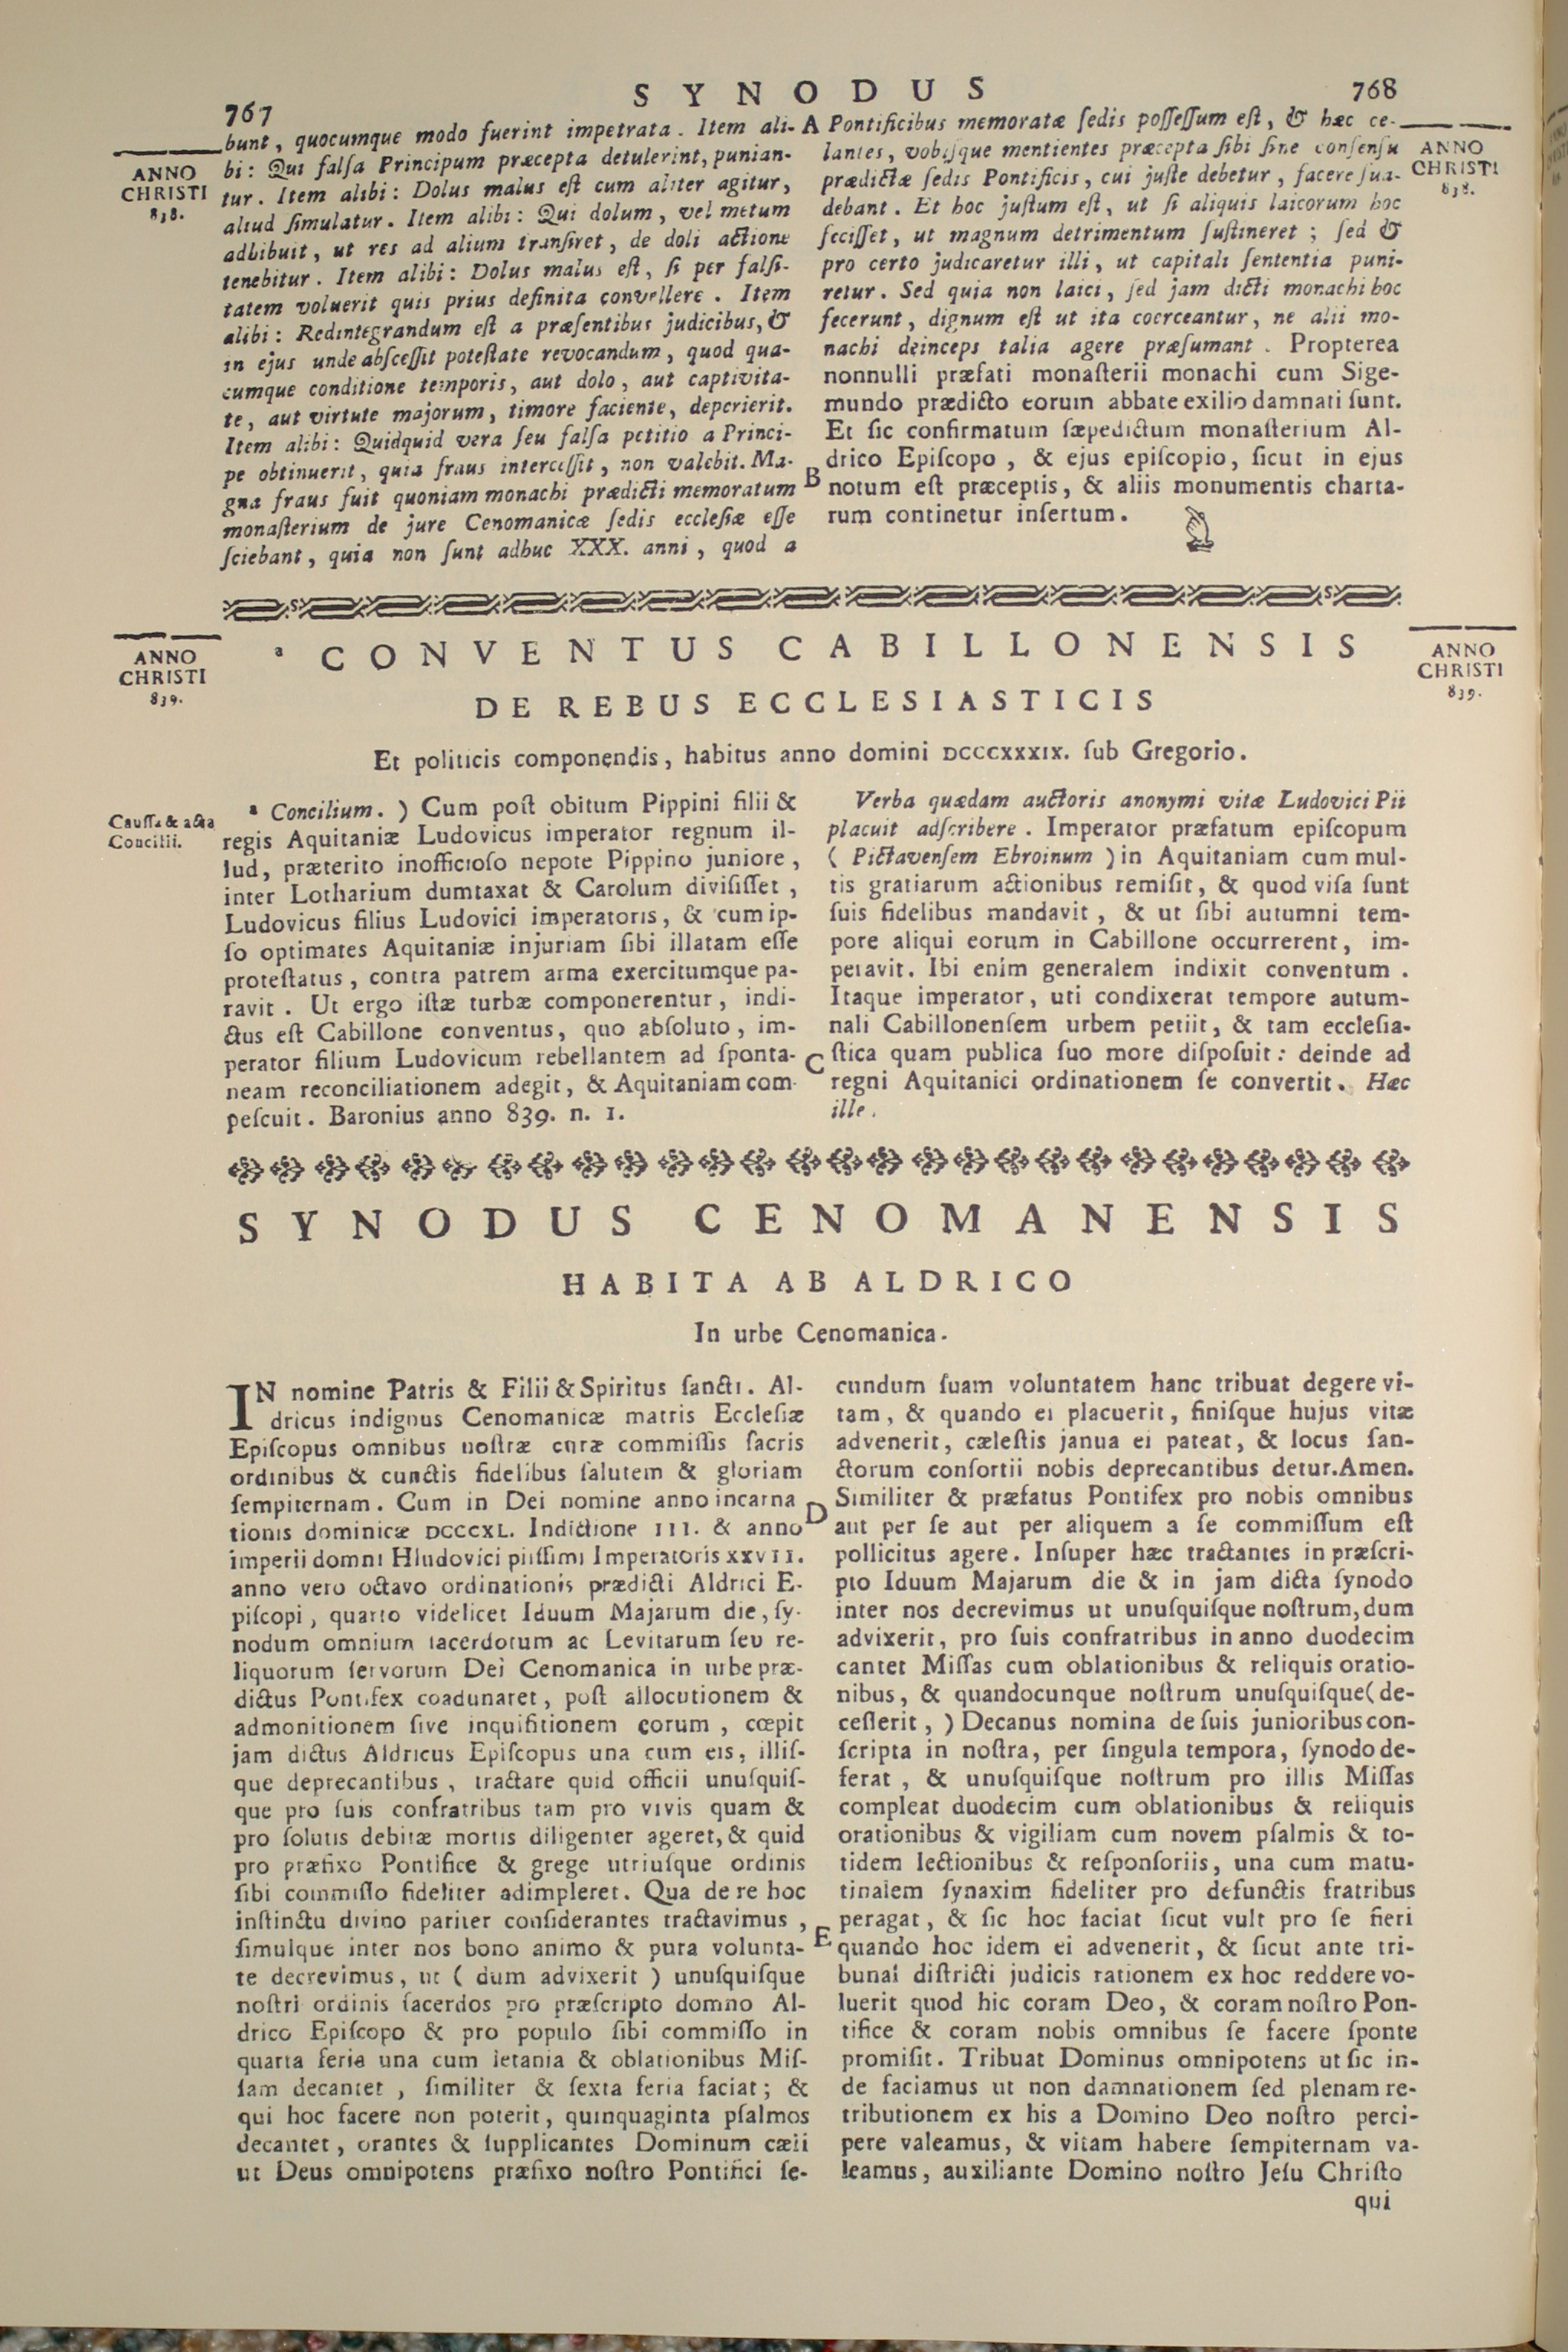 767
SYNODUS
768
ANNO
CHRISTI
838.
bunt, quocumque modo fuerint impetrata. Item ali-
bi: Qui falſa Principum præcepta detulerint, punian-
tur. Item alibi: Dolus malus eſt cum aliter agitur,
aliud ſimulatur. Item alibi: Qui dolum, vel metum
adhibuit, ut res ad alium tranſiret, de doli actione
tenebitur. Item alibi: Dolus malus eſt, ſi per falſi-
tatem voluerit quis prius definita convellere. Item
alibi: Redintegrandum eſt a præſentibus judicibus, &
in ejus unde abſceſſit poteſtate revocandum, quod qua-
cumque conditione temporis, aut dolo, aut captivita-
te, aut virtute majorum, timore faciente, deperierit.
Item alibi: Quidquid vera ſeu falſa petitio a Princi-
pe obtinuerit, quia fraus interceſſit, non valebit. Ma-
gna fraus fuit quoniam monachi prædicti memoratum
monaſterium de jure Cenomanicæ ſedis eccleſiæ eſſe
ſciebant, quia non ſunt adhuc XXX. anni, quod a
A
B
Pontificibus memoratæ ſedis poſſeſſum eſt, & hæc ce-
lantes, vobiſque mentientes præcepta ſibi ſine conſenſu
prædictæ ſedis Pontificis, cui juſte debetur, facere ſua-
debant. Et hoc juſtum eſt, ut ſi aliquis laicorum hoc
feciſſet, ut magnum detrimentum ſuſtineret; ſed &
pro certo judicaretur illi, ut capitali ſententia puni-
retur. Sed quia non laici, ſed jam dicti monachi hoc
fecerunt, dignum eſt ut ita coerceantur, ne alii mo-
nachi deinceps talia agere præſumant. Propterea
nonnulli præfati monaſterii monachi cum Sige-
mundo prædicto eorum abbate exilio damnati ſunt.
Et ſic confirmatum ſæpedictum monaſterium Al-
drico Epiſcopo, & ejus epiſcopio, ſicut in ejus
notum eſt præceptis, & aliis monumentis charta-
rum continetur inſertum.
ANNO
CHRISTI
838.
ANNO
CHRISTI
839.
ª CONVENTUS CABILLONENSIS
ANNO
CHRISTI
839.
DE REBUS ECCLESIASTICIS
Et politicis componendis, habitus anno domini DCCCXXXIX. ſub Gregorio.
Cauſſa & acta
Concilii.
ª Concilium. ) Cum poſt obitum Pippini filii &
regis Aquitaniæ Ludovicus imperator regnum il-
lud, præterito inofficioſo nepote Pippino juniore,
inter Lotharium dumtaxat & Carolum diviſiſſet,
Ludovicus filius Ludovici imperatoris, & cum ip-
ſo optimates Aquitaniæ injuriam ſibi illatam eſſe
proteſtatus, contra patrem arma exercitumque pa-
ravit. Ut ergo iſtæ turbæ componerentur, indi-
ctus eſt Cabillone conventus, quo abſoluto, im-
perator filium Ludovicum rebellantem ad ſponta-
neam reconciliationem adegit, & Aquitaniam com-
peſcuit. Baronius anno 839. n. 1.
C
Verba quædam auctoris anonymi vitæ Ludovici Pii
placuit adſcribere. Imperator præfatum epiſcopum
( Pictavenſem Ebroinum ) in Aquitaniam cum mul-
tis gratiarum actionibus remiſit, & quod viſa ſunt
ſuis fidelibus mandavit, & ut ſibi autumni tem-
pore aliqui eorum in Cabillone occurrerent, im-
peravit. Ibi enim generalem indixit conventum.
Itaque imperator, uti condixerat tempore autum-
nali Cabillonenſem urbem petiit, & tam eccleſia-
ſtica quam publica ſuo more diſpoſuit: deinde ad
regni Aquitanici ordinationem ſe convertit. Hæc
ille.
SYNODUS CENOMANENSIS
HABITA AB ALDRICO
In urbe Cenomanica.
IN nomine Patris & Filii & Spiritus ſancti. Al-
dricus indignus Cenomanicæ matris Eccleſiæ
Epiſcopus omnibus noſtræ curæ commiſſis ſacris
ordinibus & cunctis fidelibus ſalutem & gloriam
ſempiternam. Cum in Dei nomine anno incarna
tionis dominicæ DCCCXL. Indictione III. & anno
imperii domni Hludovici piiſſimi Imperatoris XXVII.
anno vero octavo ordinationis prædicti Aldrici E-
piſcopi, quarto videlicet Iduum Majarum die, ſy-
nodum omnium ſacerdotum ac Levitarum ſeu re-
liquorum ſervorum Dei Cenomanica in urbe præ-
dictus Pontifex coadunaret, poſt allocutionem &
admonitionem ſive inquiſitionem eorum, cœpit
jam dictus Aldricus Epiſcopus una cum eis, illiſ-
que deprecantibus, tractare quid officii unuſquiſ-
que pro ſuis confratribus tam pro vivis quam &
pro ſolutis debitæ mortis diligenter ageret, & quid
pro præfixo Pontifice & grege utriuſque ordinis
ſibi commiſſo fideliter adimpleret. Qua de re hoc
inſtinctu divino pariter conſiderantes tractavimus,
ſimulque inter nos bono animo & pura volunta-
te decrevimus, ut ( dum advixerit ) unuſquiſque
noſtri ordinis ſacerdos pro præſcripto domno Al-
drico Epiſcopo & pro populo ſibi commiſſo in
quarta feria una cum letania & oblationibus Miſ-
ſam decantet, ſimiliter & ſexta feria faciat; &
qui hoc facere non poterit, quinquaginta pſalmos
decantet, orantes & ſupplicantes Dominum cæli
ut Deus omnipotens præfixo noſtro Pontifici ſe-
D
E
cundum ſuam voluntatem hanc tribuat degere vi-
tam, & quando ei placuerit, finiſque hujus vitæ
advenerit, cæleſtis janua ei pateat, & locus ſan-
ctorum conſortii nobis deprecantibus detur. Amen.
Similiter & præfatus Pontifex pro nobis omnibus
aut per ſe aut per aliquem a ſe commiſſum eſt
pollicitus agere. Inſuper hæc tractantes in præſcri-
pto Iduum Majarum die & in jam dicta ſynodo
inter nos decrevimus ut unuſquiſque noſtrum, dum
advixerit, pro ſuis confratribus in anno duodecim
cantet Miſſas cum oblationibus & reliquis oratio-
nibus, & quandocunque noſtrum unuſquiſque ( de-
ceſſerit, ) Decanus nomina de ſuis junioribus con-
ſcripta in noſtra, per ſingula tempora, ſynodo de-
ferat, & unuſquiſque noſtrum pro illis Miſſas
compleat duodecim cum oblationibus & reliquis
orationibus & vigiliam cum novem pſalmis & to-
tidem lectionibus & reſponſoriis, una cum matu-
tinalem ſynaxim fideliter pro defunctis fratribus
peragat, & ſic hoc faciat ſicut vult pro ſe fieri
quando hoc idem ei advenerit, & ſicut ante tri-
bunal diſtricti judicis rationem ex hoc reddere vo-
luerit quod hic coram Deo, & coram noſtro Pon-
tifice & coram nobis omnibus ſe facere ſponte
promiſit. Tribuat Dominus omnipotens ut ſic in-
de faciamus ut non damnationem ſed plenam re-
tributionem ex his a Domino Deo noſtro perci-
pere valeamus, & vitam habere ſempiternam va-
leamus, auxiliante Domino noſtro Jeſu Chriſto
qui